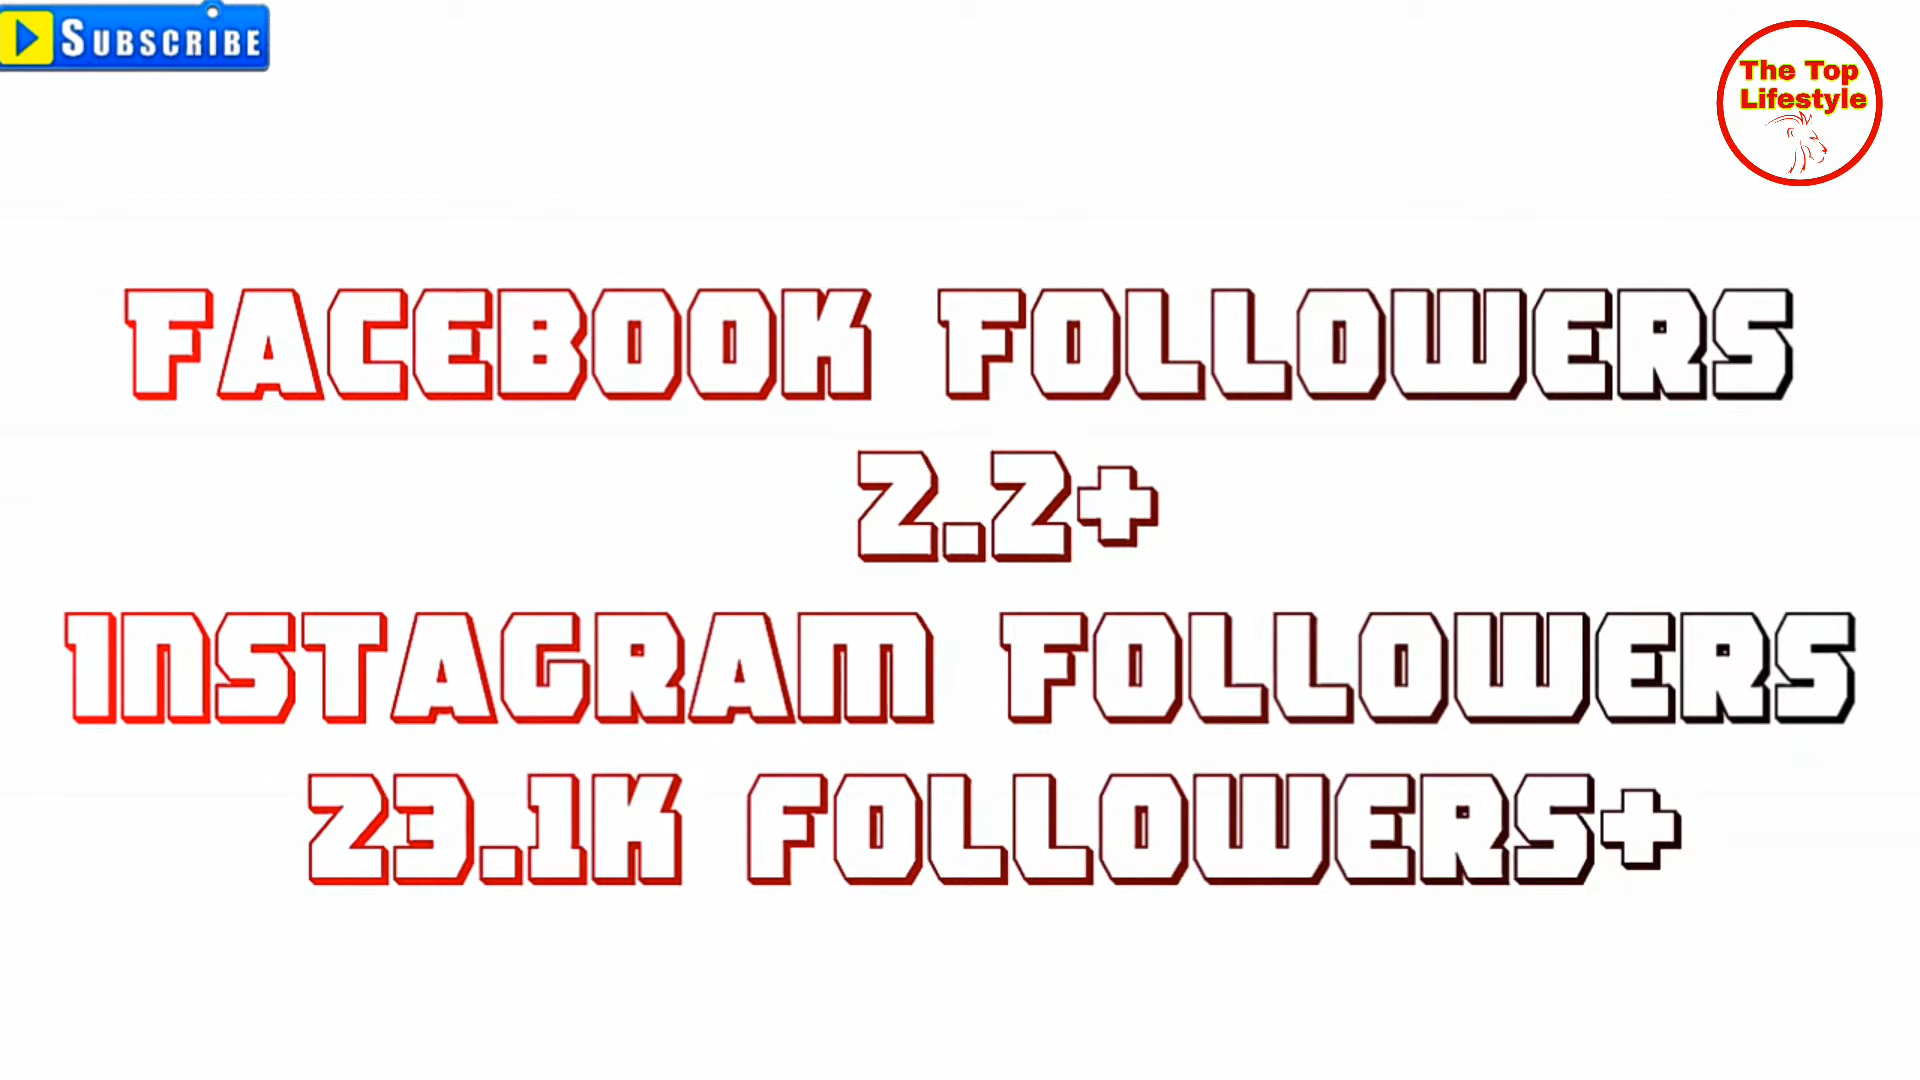 SUBSCRIBE
The Top
Lifestyle
FACEBOOK FOLLOWERS
2.2+
INSTAGRAM FOLLOWERS
23.1K FOLLOWERS+